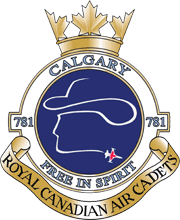 CALGARY
781 781
FREE IN SPIRIT
ROYAL CANADIAN AIR CADETS